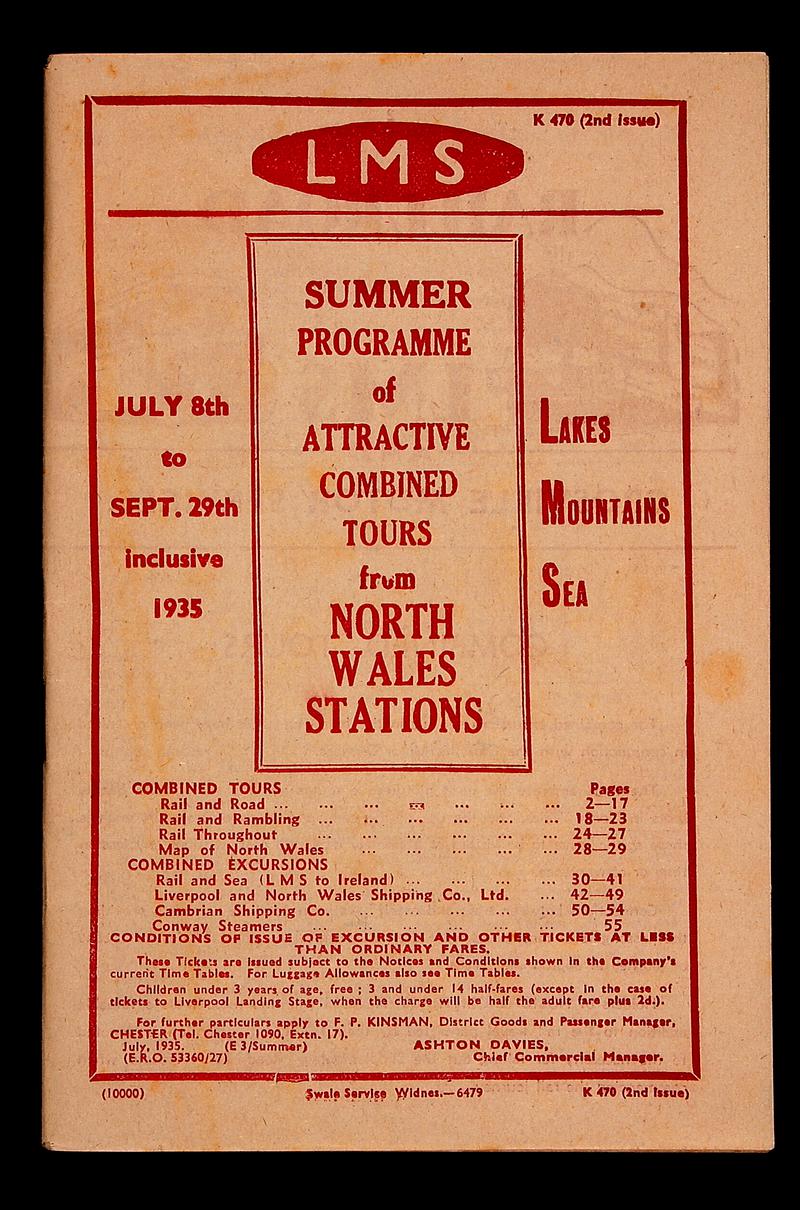 K 470 (2nd Issue)
LMS
SUMMER
PROGRAMME
of
ATTRACTIVE
COMBINED
TOURS
from
NORTH
WALES
STATIONS
JULY 8th
to
SEPT. 29th
inclusive
1935
LAKES
MOUNTAINS
SEA
COMBINED TOURS Pages
Rail and Road ... ... ... ... ... ... ... 2—17
Rail and Rambling ... ... ... ... ... ... ... 18—23
Rail Throughout ... ... ... ... ... ... 24—27
Map of North Wales ... ... ... ... ... 28—29
COMBINED EXCURSIONS
Rail and Sea (L M S to Ireland) ... ... ... ... 30—41
Liverpool and North Wales Shipping Co., Ltd. ... 42—49
Cambrian Shipping Co. ... ... ... ... ... 50—54
Conway Steamers ... ... ... ... ... ... 55
CONDITIONS OF ISSUE OF EXCURSION AND OTHER TICKETS AT LESS
THAN ORDINARY FARES.
These Tickets are issued subject to the Notices and Conditions shown in the Company's
current Time Tables. For Luggage Allowances also see Time Tables.
Children under 3 years of age, free ; 3 and under 14 half-fares (except in the case of
tickets to Liverpool Landing Stage, when the charge will be half the adult fare plus 2d.).
For further particulars apply to F. P. KINSMAN, District Goods and Passenger Manager,
CHESTER (Tel. Chester 1090, Extn. 17).
July, 1935. (E 3/Summer) ASHTON DAVIES,
(E.R.O. 53360/27) Chief Commercial Manager.
(10000) Swale Service Widnes.—6479 K 470 (2nd Issue)